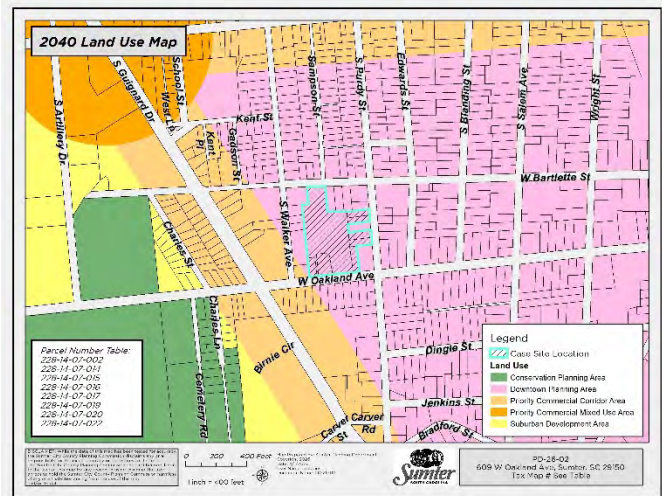 2040 Land Use Map
S Artillery Dr.
S Guignard Dr.
School St
West Ln
Kent St
Kent Pl
Gadson St
Sampson St
S Purdy St
Edwards St
S Blanding St
S Salem Ave
Wright St
W Bartlette St
S Walker Ave
Charles St
W Oakland Ave
Charles Ln
Cemetery Rd
Birnie Cir
Dingle St.
Jenkins St
Carver St
Carver Rd
Bradford St
Parcel Number Table:
228-14-07-002
228-14-07-014
228-14-07-015
228-14-07-016
228-14-07-017
228-14-07-019
228-14-07-020
228-14-07-022
Legend
Case Site Location
Land Use
Conservation Planning Area
Downtown Planning Area
Priority Commercial Corridor Area
Priority Commercial Mixed Use Area
Suburban Development Area
0 200 400 Feet
1 inch = 400 feet
Sumter
SOUTH CAROLINA
PD-26-02
609 W Oakland Ave, Sumter, SC 29150
Tax Map # See Table